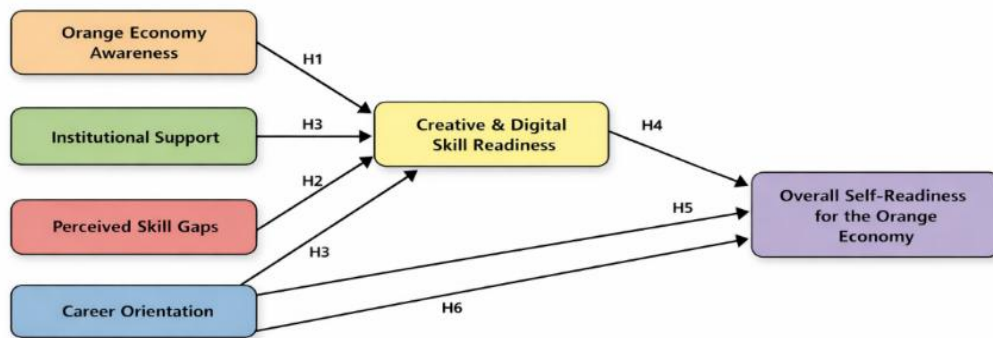 Orange Economy
Awareness
H1
Institutional Support
H3
Creative & Digital
Skill Readiness
H4
Perceived Skill Gaps
H2
H3
Overall Self-Readiness
for the Orange
Economy
H5
Career Orientation
H6